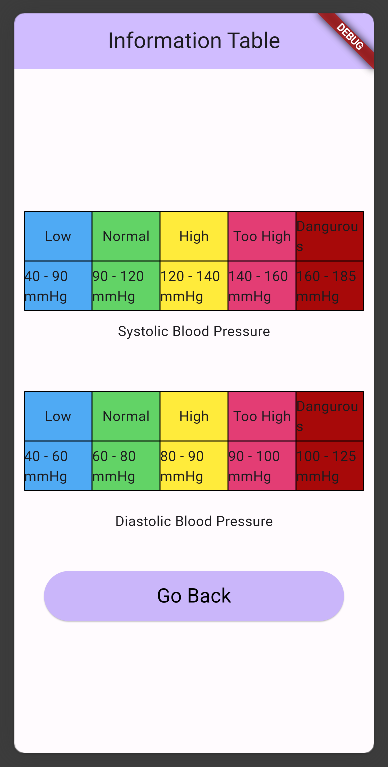 Information Table
DEBUG
Low Normal High Too High Dangerou
s
40 - 90 90 - 120 120 - 140 140 - 160 160 - 185
mmHg mmHg mmHg mmHg mmHg
Systolic Blood Pressure
Low Normal High Too High Dangerou
s
40 - 60 60 - 80 80 - 90 90 - 100 100 - 125
mmHg mmHg mmHg mmHg mmHg
Diastolic Blood Pressure
Go Back